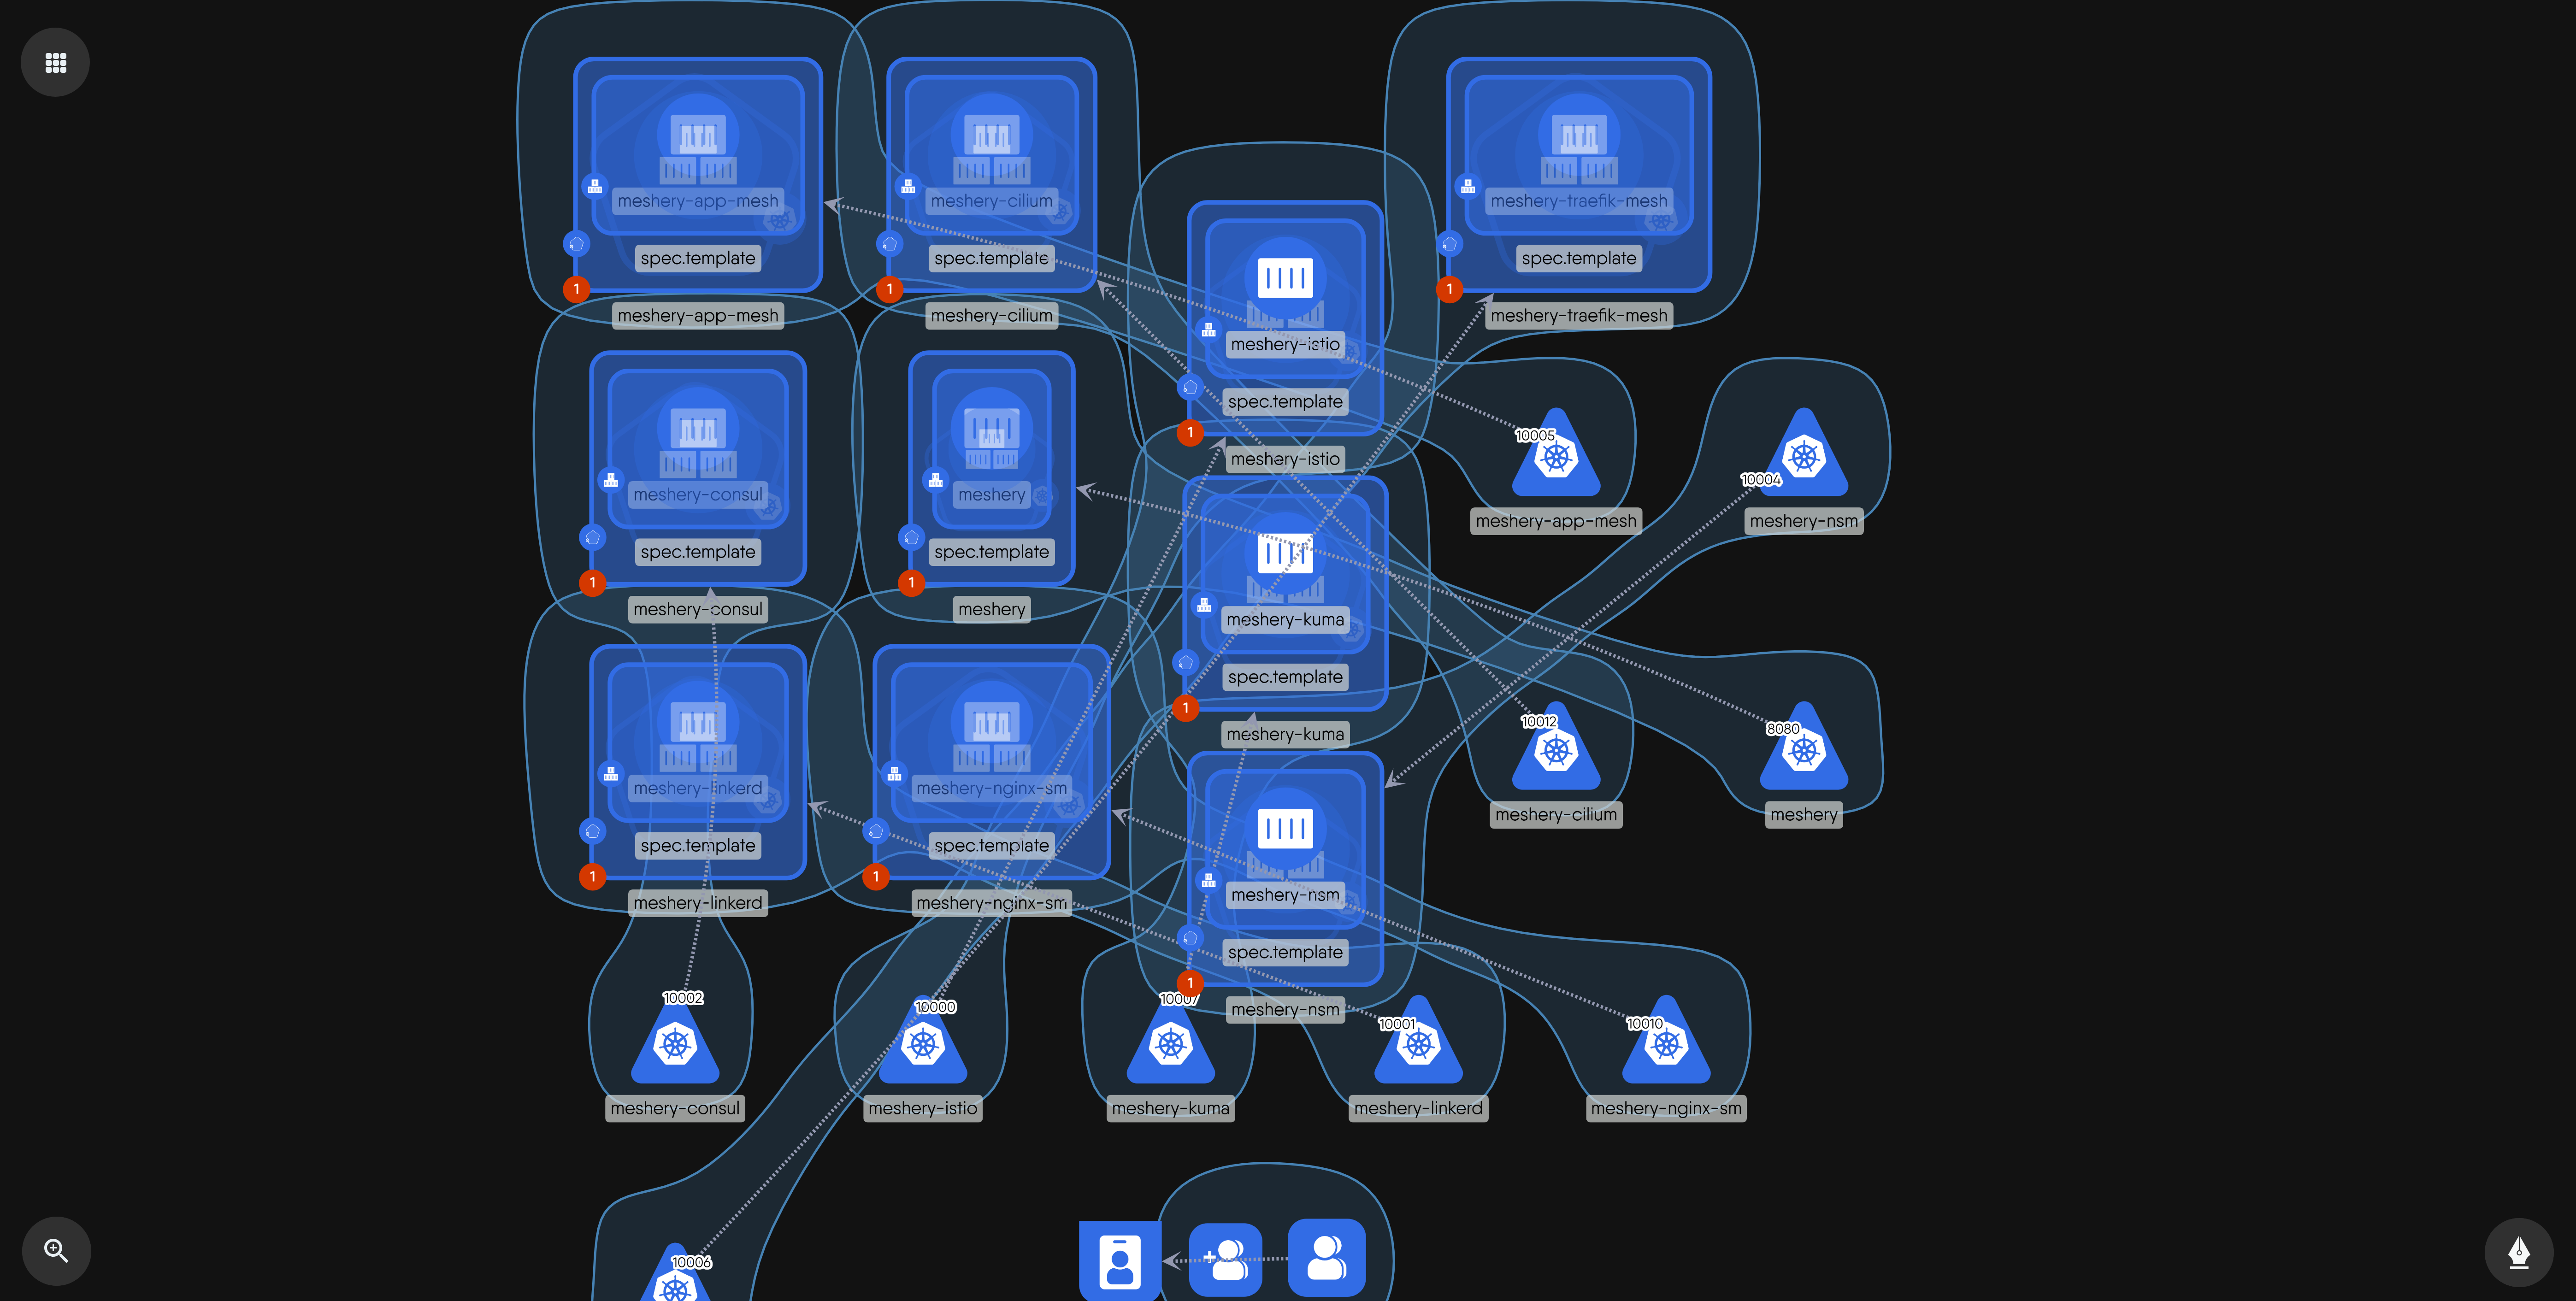 meshery-app-mesh
spec.template
1
meshery-app-mesh
meshery-cilium
spec.template
1
meshery-cilium
meshery-istio
spec.template
1
meshery-istio
meshery-traefik-mesh
spec.template
1
meshery-traefik-mesh
meshery-consul
spec.template
1
meshery-consul
meshery
spec.template
1
meshery
meshery-kuma
spec.template
1
meshery-kuma
10005
meshery-app-mesh
10004
meshery-nsm
meshery-linkerd
spec.template
1
meshery-linkerd
meshery-nginx-sm
spec.template
1
meshery-nginx-sm
meshery-nsm
spec.template
1
meshery-nsm
10012
meshery-cilium
8080
meshery
10002
meshery-consul
10000
meshery-istio
10007
meshery-kuma
10001
meshery-linkerd
10010
meshery-nginx-sm
10006